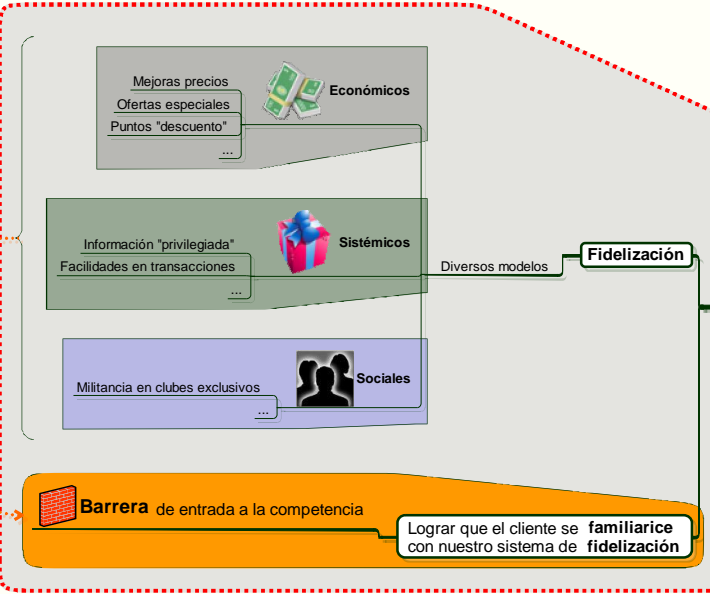 Mejoras precios
Ofertas especiales
Puntos "descuento"
...
Económicos
Información "privilegiada"
Facilidades en transacciones
...
Sistémicos
Diversos modelos
Fidelización
Militancia en clubes exclusivos
...
Sociales
Barrera de entrada a la competencia
Lograr que el cliente se familiarice
con nuestro sistema de fidelización